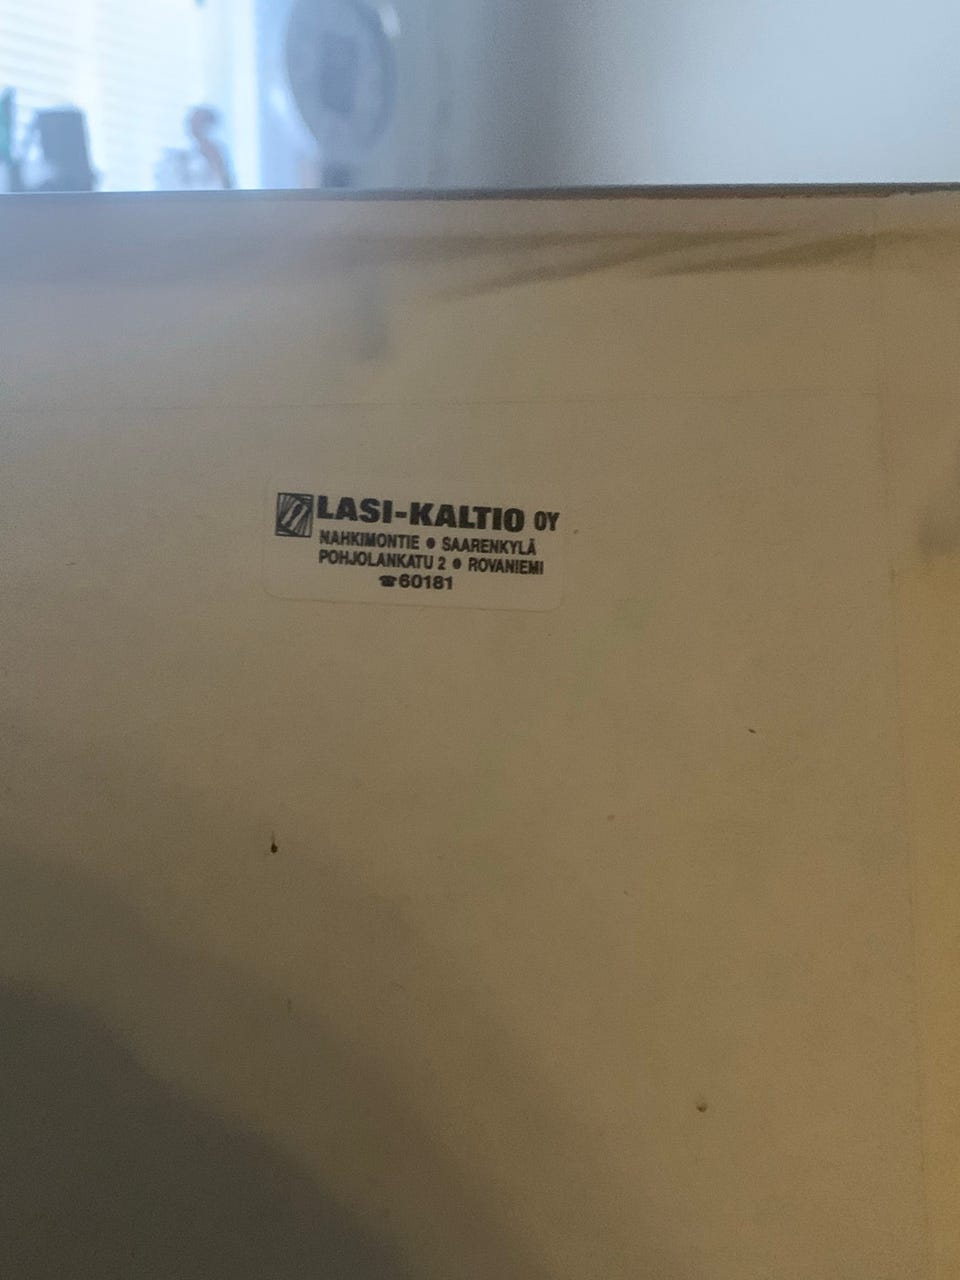 LASI-KALTIO OY
NAHKIMONTIE • SAARENKYLÄ
POHJOLANKATU 2 • ROVANIEMI
☎60181